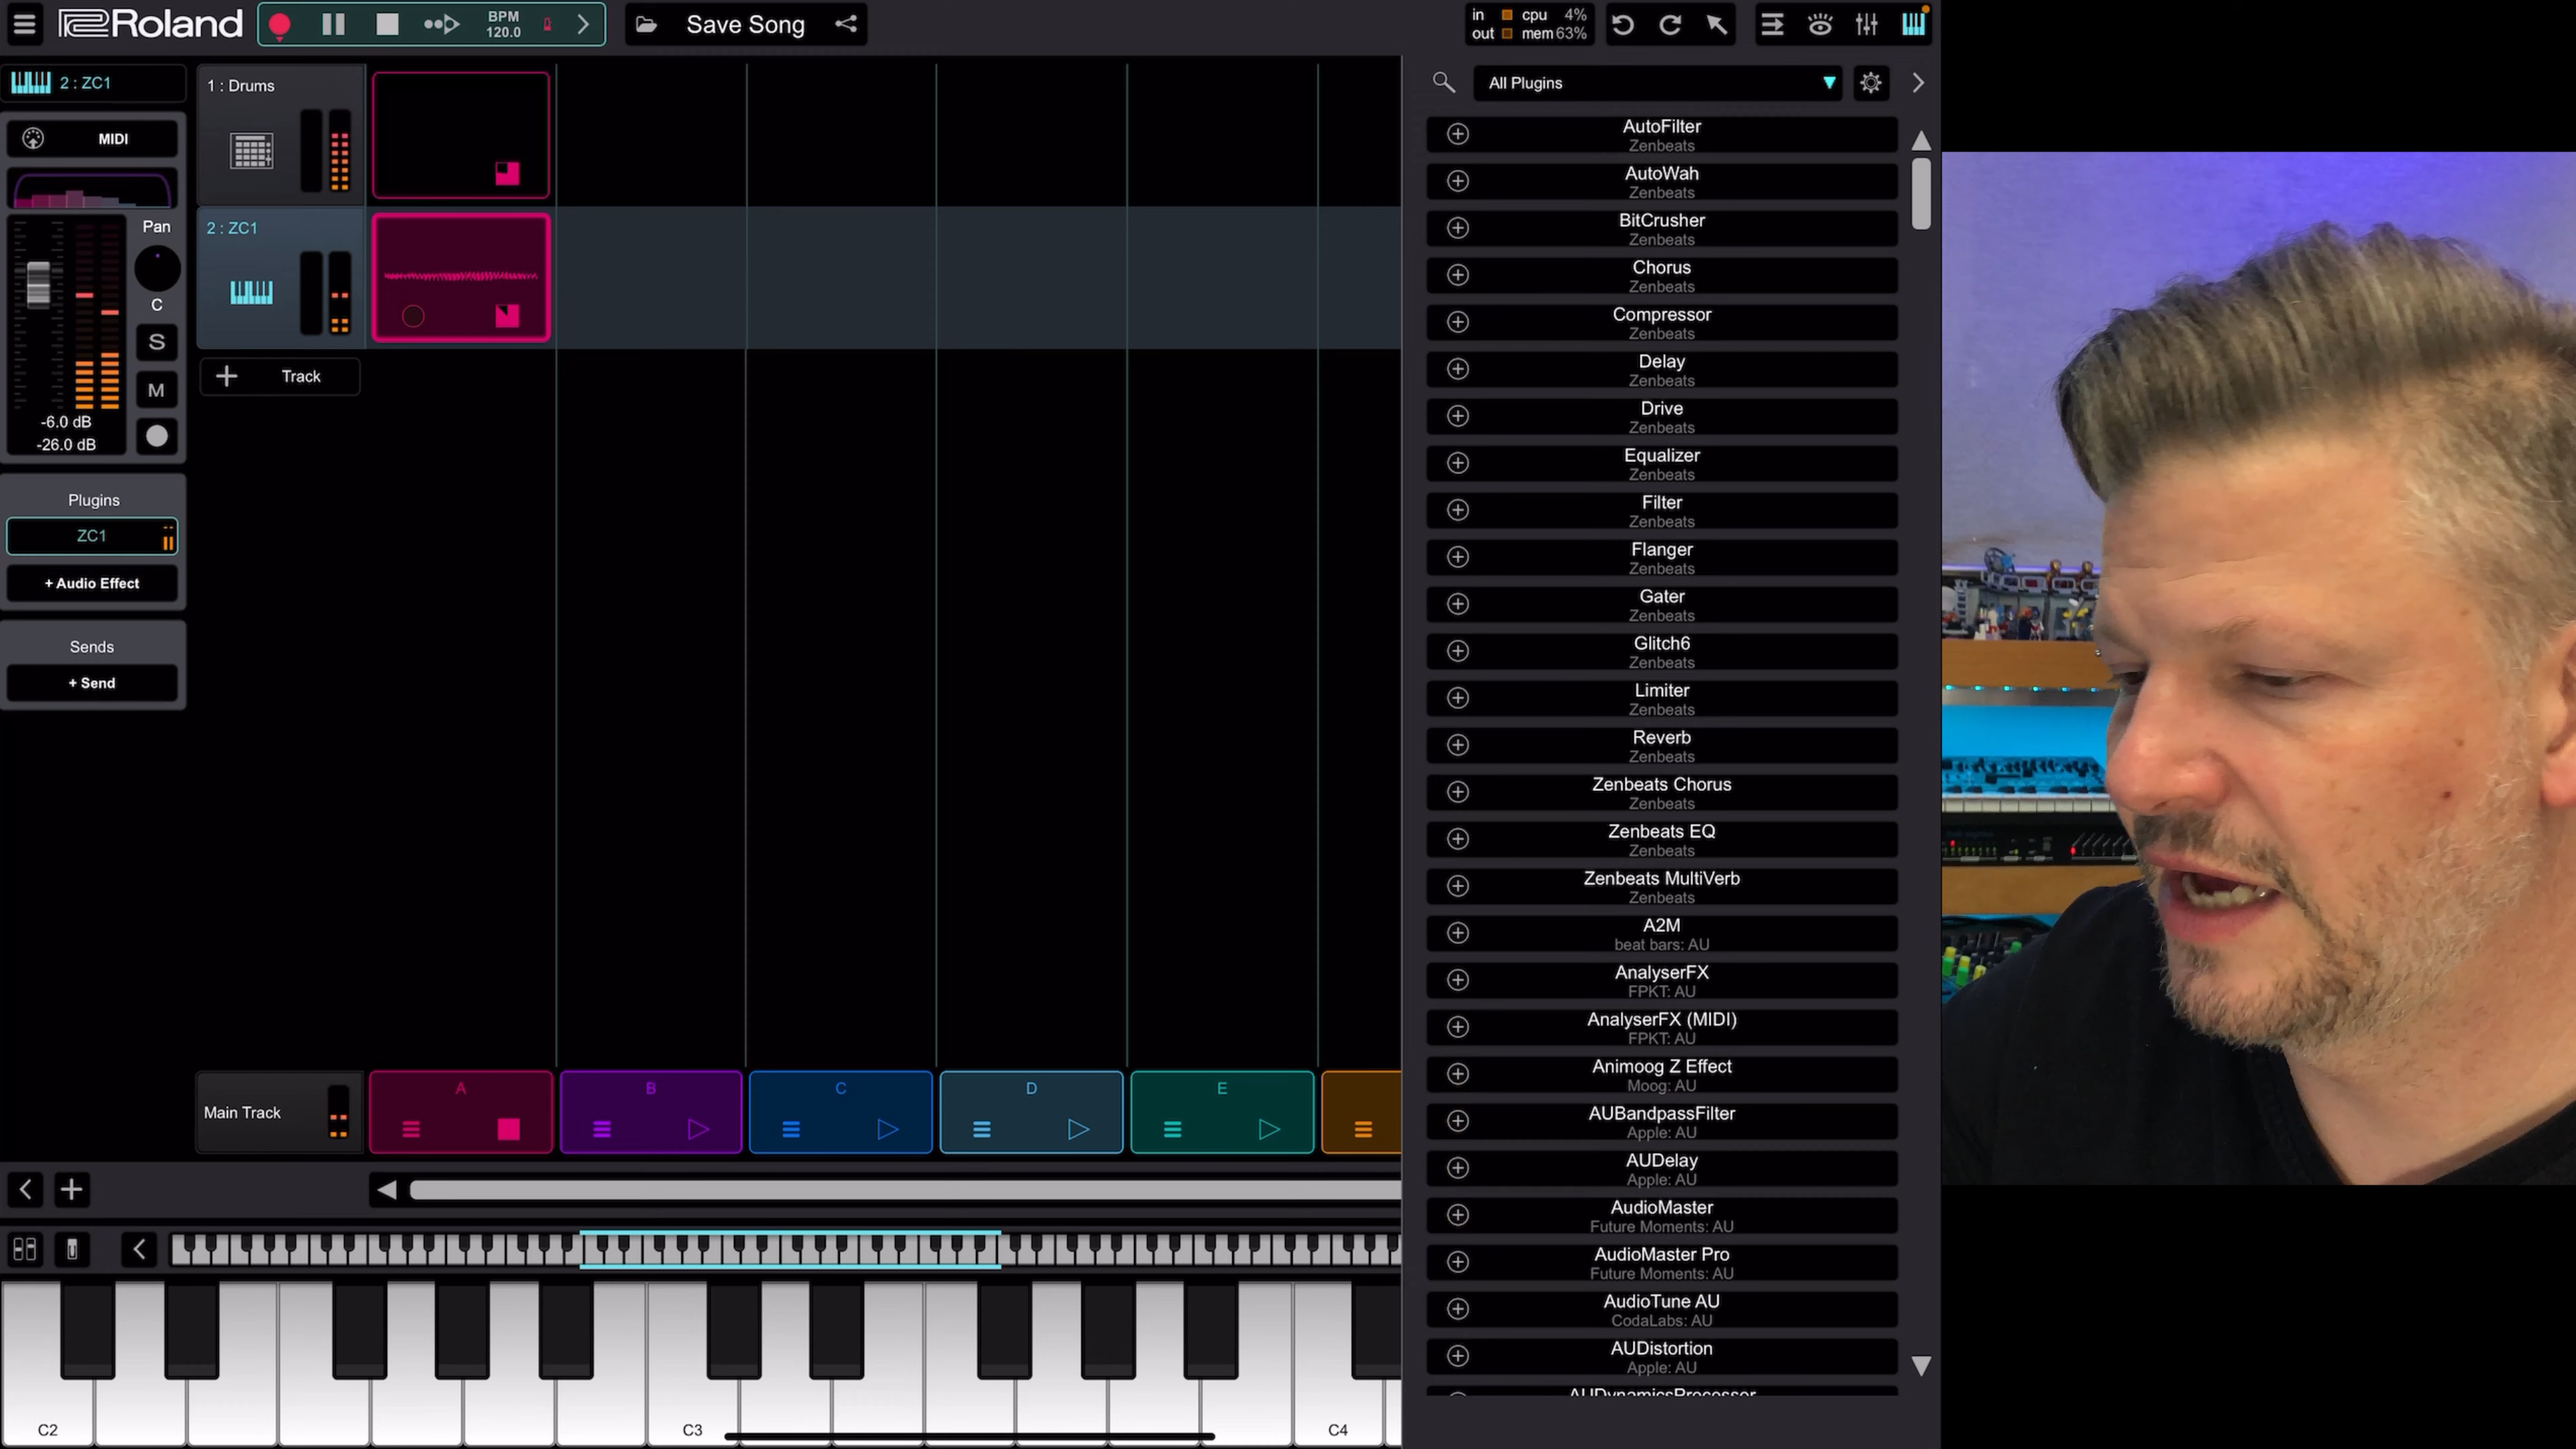 Roland
BPM
120.0
Save Song
in cpu 4%
out mem 63%
2 : ZC1
MIDI
Pan
C
S
M
-6.0 dB
-26.0 dB
Plugins
ZC1
+ Audio Effect
Sends
+ Send
1 : Drums
2 : ZC1
Track
Main Track
A
B
C
D
E
All Plugins
AutoFilter
Zenbeats
AutoWah
Zenbeats
BitCrusher
Zenbeats
Chorus
Zenbeats
Compressor
Zenbeats
Delay
Zenbeats
Drive
Zenbeats
Equalizer
Zenbeats
Filter
Zenbeats
Flanger
Zenbeats
Gater
Zenbeats
Glitch6
Zenbeats
Limiter
Zenbeats
Reverb
Zenbeats
Zenbeats Chorus
Zenbeats
Zenbeats EQ
Zenbeats
Zenbeats MultiVerb
Zenbeats
A2M
beat bars: AU
AnalyserFX
FPKT: AU
AnalyserFX (MIDI)
FPKT: AU
Animoog Z Effect
Moog: AU
AUBandpassFilter
Apple: AU
AUDelay
Apple: AU
AudioMaster
Future Moments: AU
AudioMaster Pro
Future Moments: AU
AudioTune AU
CodaLabs: AU
AUDistortion
Apple: AU
AUDynamicsProcessor
C2
C3
C4